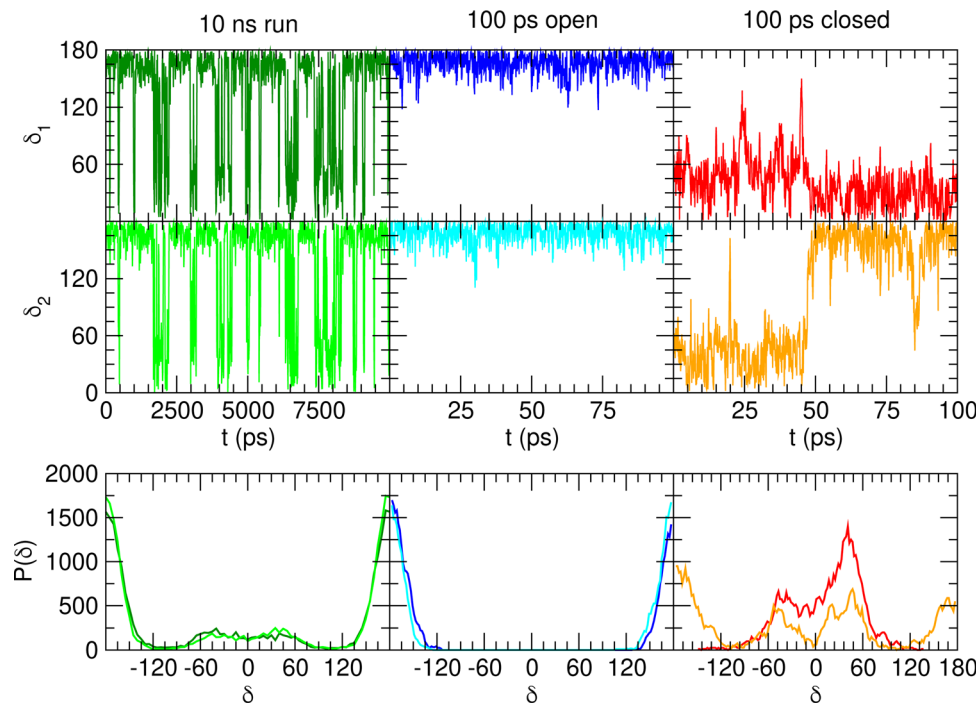 10 ns run 100 ps open 100 ps closed
180
120
60
δ1
120
60
0
δ2
0 2500 5000 7500 25 50 75 25 50 75 100
t (ps) t (ps) t (ps)
2000
1500
1000
500
0
P(δ)
-120 -60 0 60 120 -120 -60 0 60 120 -120 -60 0 60 120 180
δ δ δ